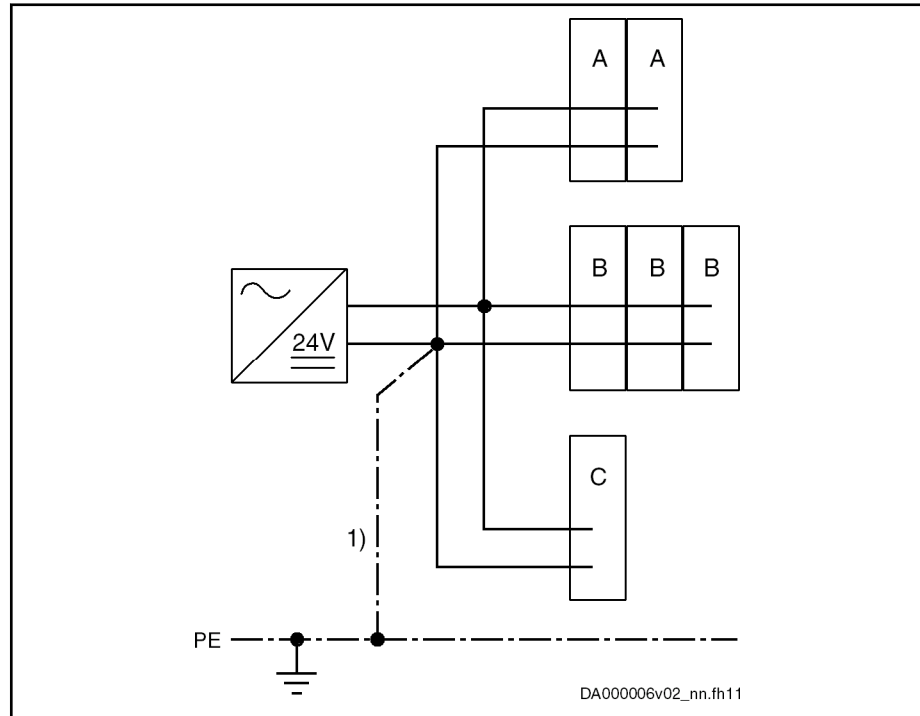 A A
B B B
24V
C
1)
PE
DA000006v02_nn.fh11